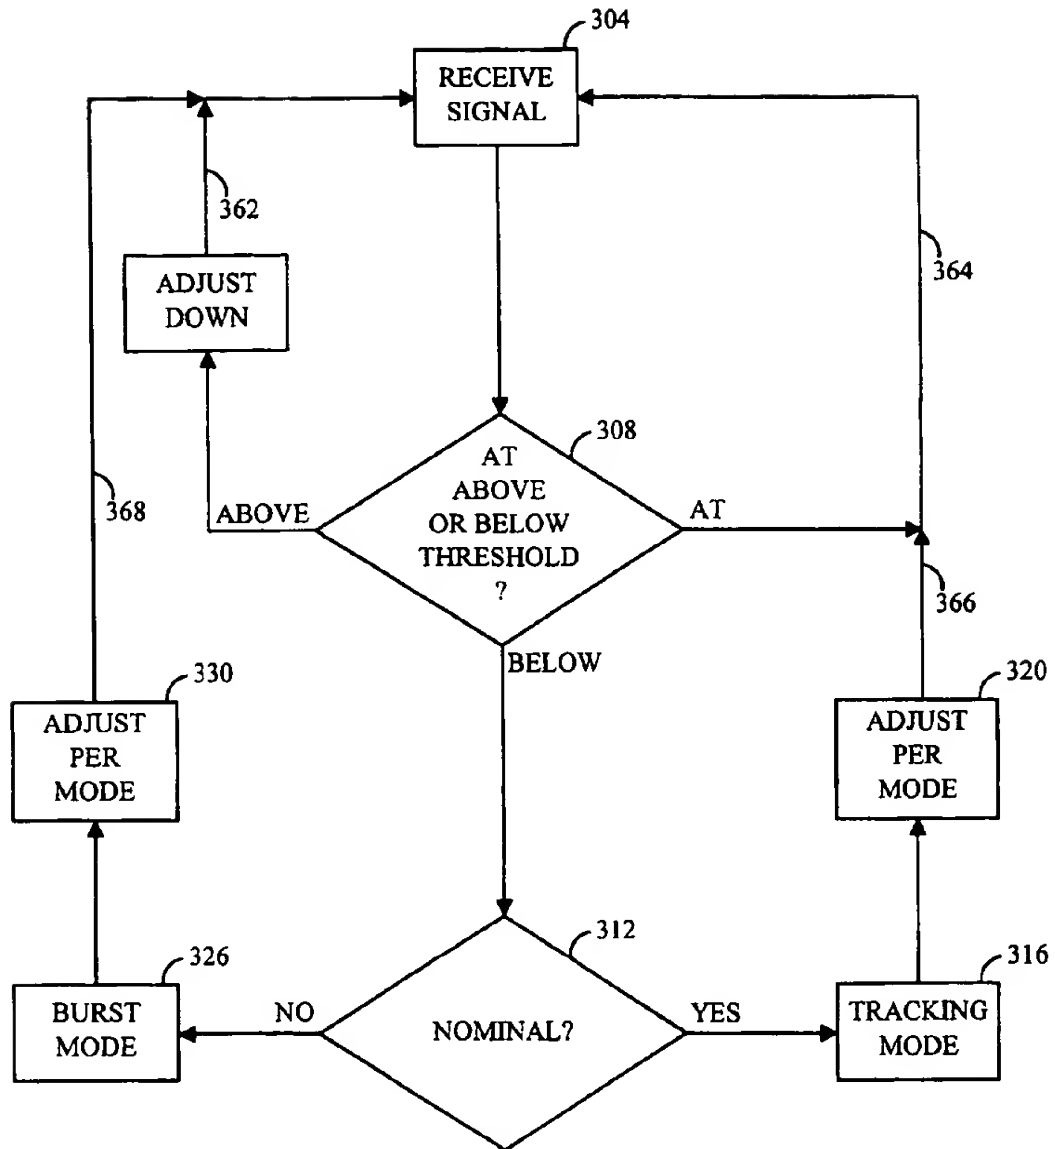 304
RECEIVE
SIGNAL
362
364
ADJUST
DOWN
308
AT
ABOVE
OR BELOW
THRESHOLD
?
368
ABOVE
AT
366
BELOW
330
320
ADJUST
PER
MODE
ADJUST
PER
MODE
312
326
316
BURST
MODE
NO
NOMINAL?
YES
TRACKING
MODE